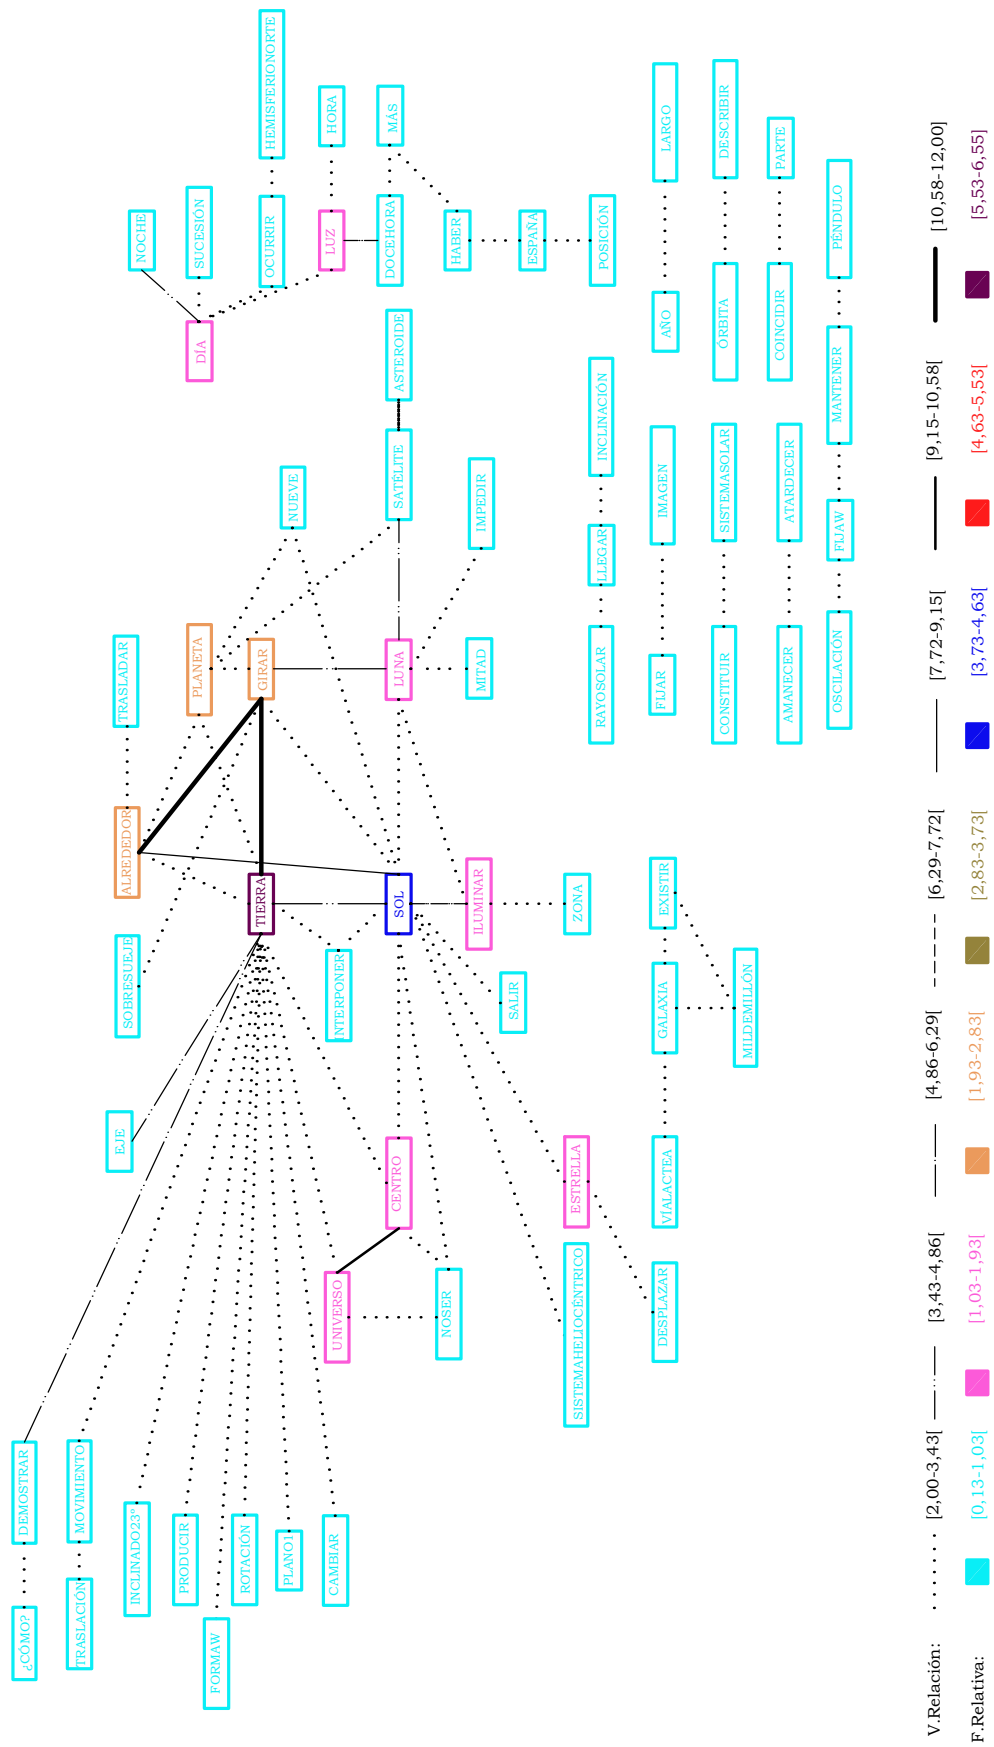 ¿CÓMO? DEMOSTRAR
TRASLACIÓN MOVIMIENTO
EJE
SOBRESUEJE ALREDEDOR TRASLADAR
INCLINADO23° NOCHE
PRODUCIR
PLANETA DÍA SUCESIÓN
FORMAW
ROTACIÓN
TIERRA GIRAR OCURRIR HEMISFERIONORTE
PLANO1 NUEVE
CAMBIAR UNIVERSO INTERPONER LUZ HORA
CENTRO SOL LUNA SATÉLITE ASTEROIDE DOCEHORA MÁS
NOSER HABER
ILUMINAR MITAD IMPEDIR
SALIR ESPAÑA
SISTEMAHELIOCÉNTRICO ESTRELLA ZONA
RAYOSOLAR LLEGAR INCLINACIÓN POSICIÓN
DESPLAZAR VÍALACTEA GALAXIA EXISTIR FIJAR IMAGEN AÑO LARGO
CONSTITUIR SISTEMASOLAR ÓRBITA DESCRIBIR
MILDEMILLÓN
AMANECER ATARDECER COINCIDIR PARTE
OSCILACIÓN FIJAW MANTENER PÉNDULO
V.Relación: [2,00-3,43[ [3,43-4,86[ [4,86-6,29[ [6,29-7,72[ [7,72-9,15[ [9,15-10,58[ [10,58-12,00]
F.Relativa: [0,13-1,03[ [1,03-1,93[ [1,93-2,83[ [2,83-3,73[ [3,73-4,63[ [4,63-5,53[ [5,53-6,55]